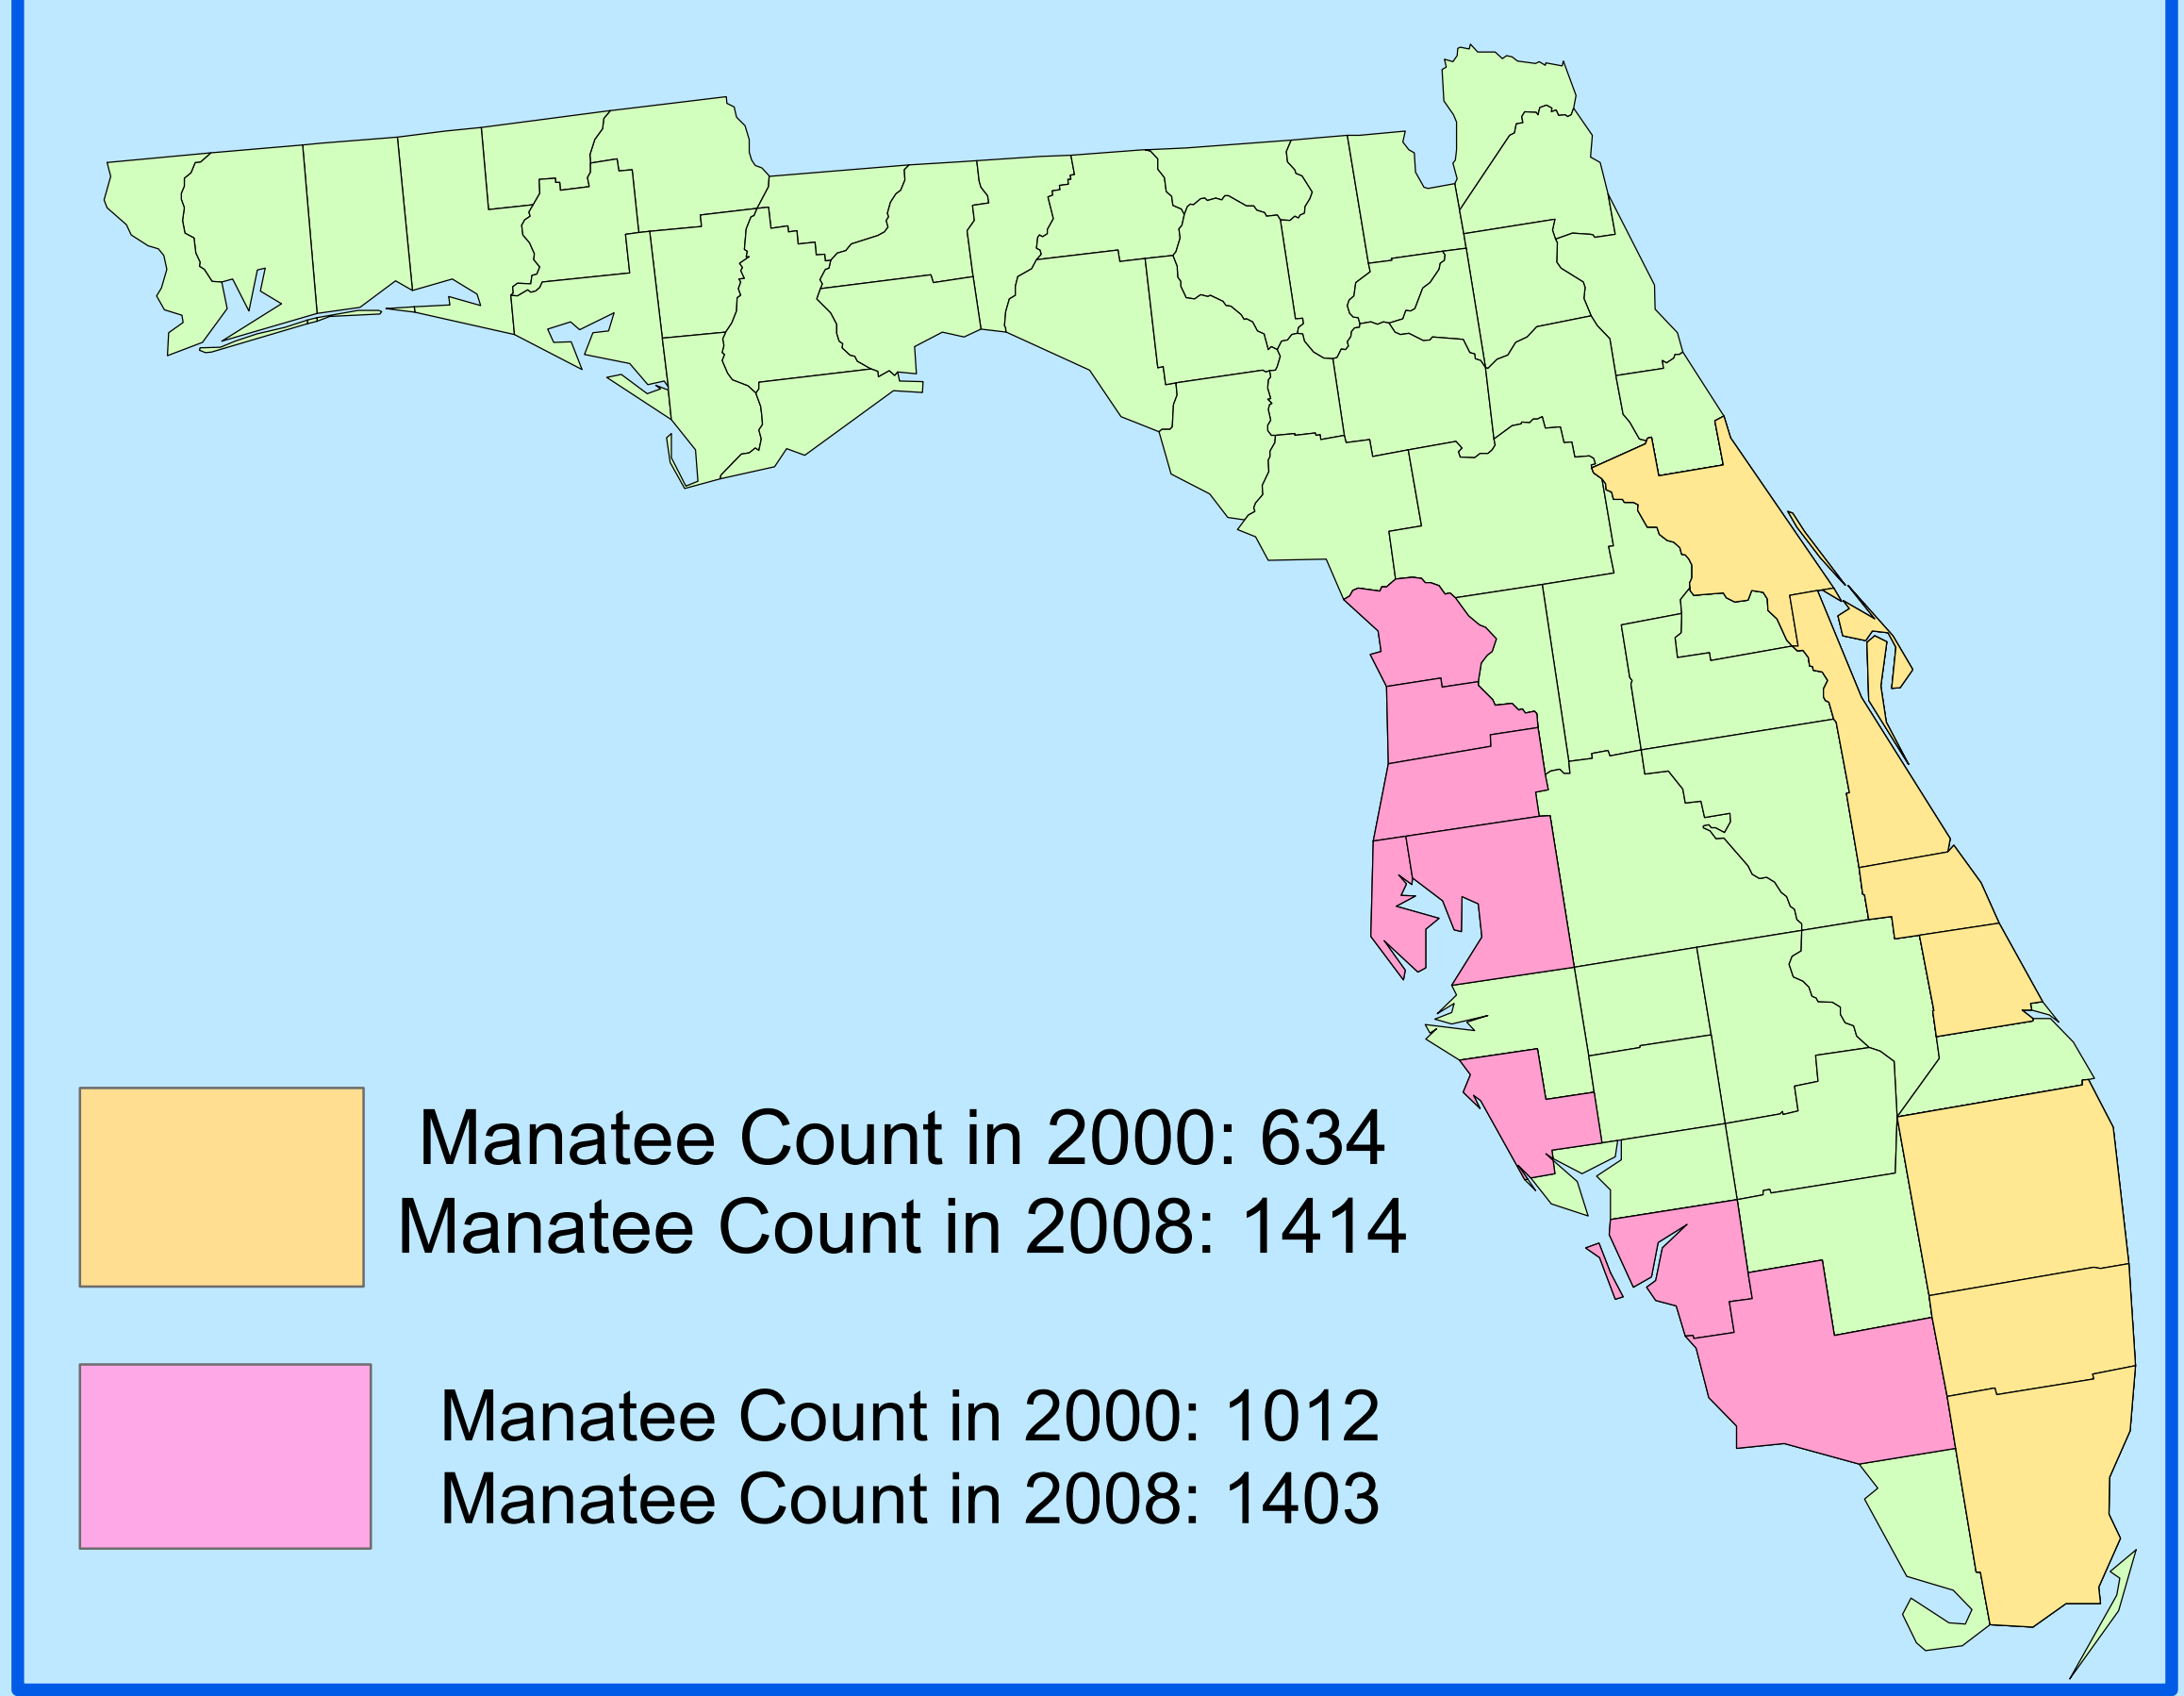 Manatee Count in 2000: 634
Manatee Count in 2008: 1414
Manatee Count in 2000: 1012
Manatee Count in 2008: 1403